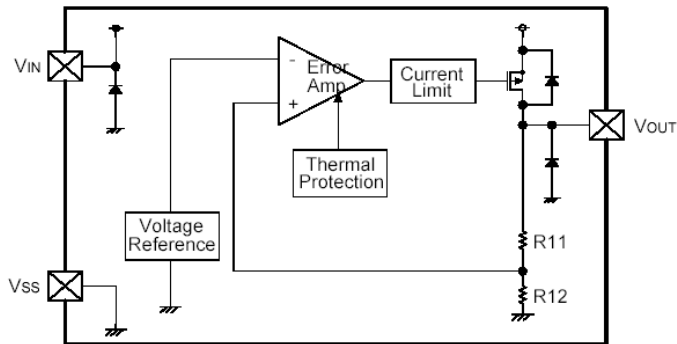 VIN
-
Error
Amp
+
Current
Limit
VOUT
Thermal
Protection
Voltage
Reference
R11
VSS
R12